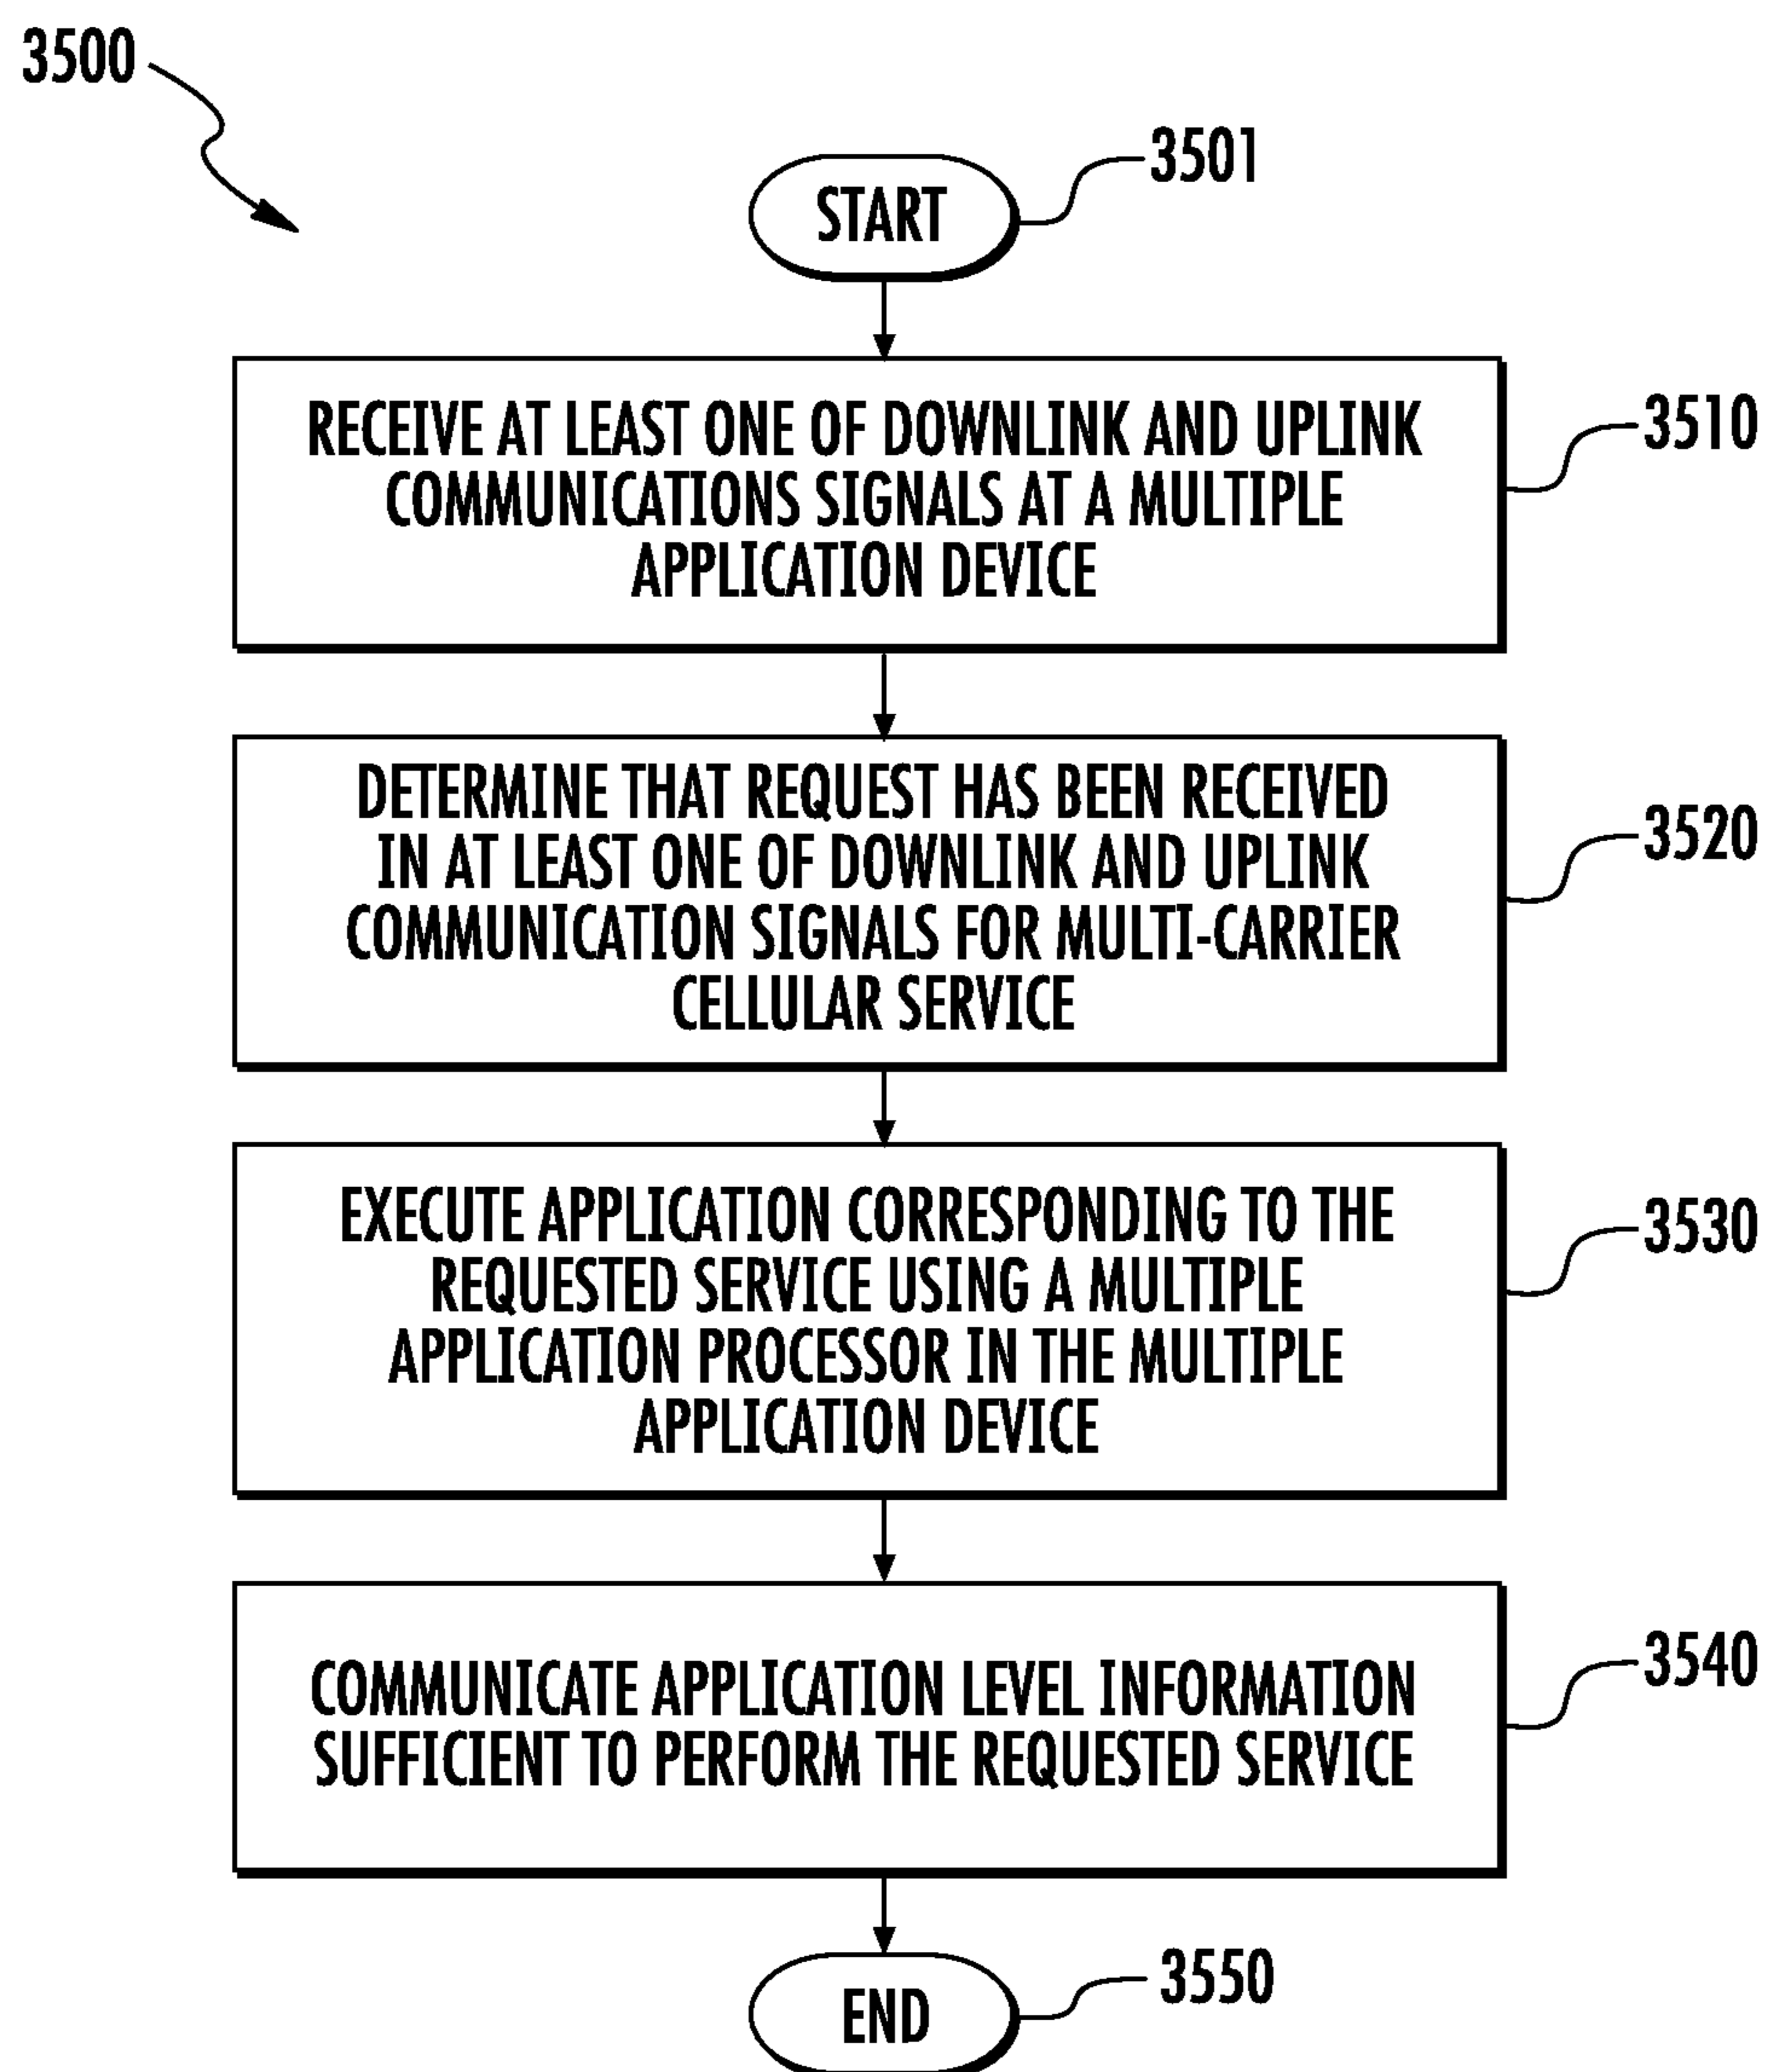 3500
3501
START
RECEIVE AT LEAST ONE OF DOWNLINK AND UPLINK
COMMUNICATIONS SIGNALS AT A MULTIPLE
APPLICATION DEVICE
3510
DETERMINE THAT REQUEST HAS BEEN RECEIVED
IN AT LEAST ONE OF DOWNLINK AND UPLINK
COMMUNICATION SIGNALS FOR MULTI-CARRIER
CELLULAR SERVICE
3520
EXECUTE APPLICATION CORRESPONDING TO THE
REQUESTED SERVICE USING A MULTIPLE
APPLICATION PROCESSOR IN THE MULTIPLE
APPLICATION DEVICE
3530
COMMUNICATE APPLICATION LEVEL INFORMATION
SUFFICIENT TO PERFORM THE REQUESTED SERVICE
3540
END
3550